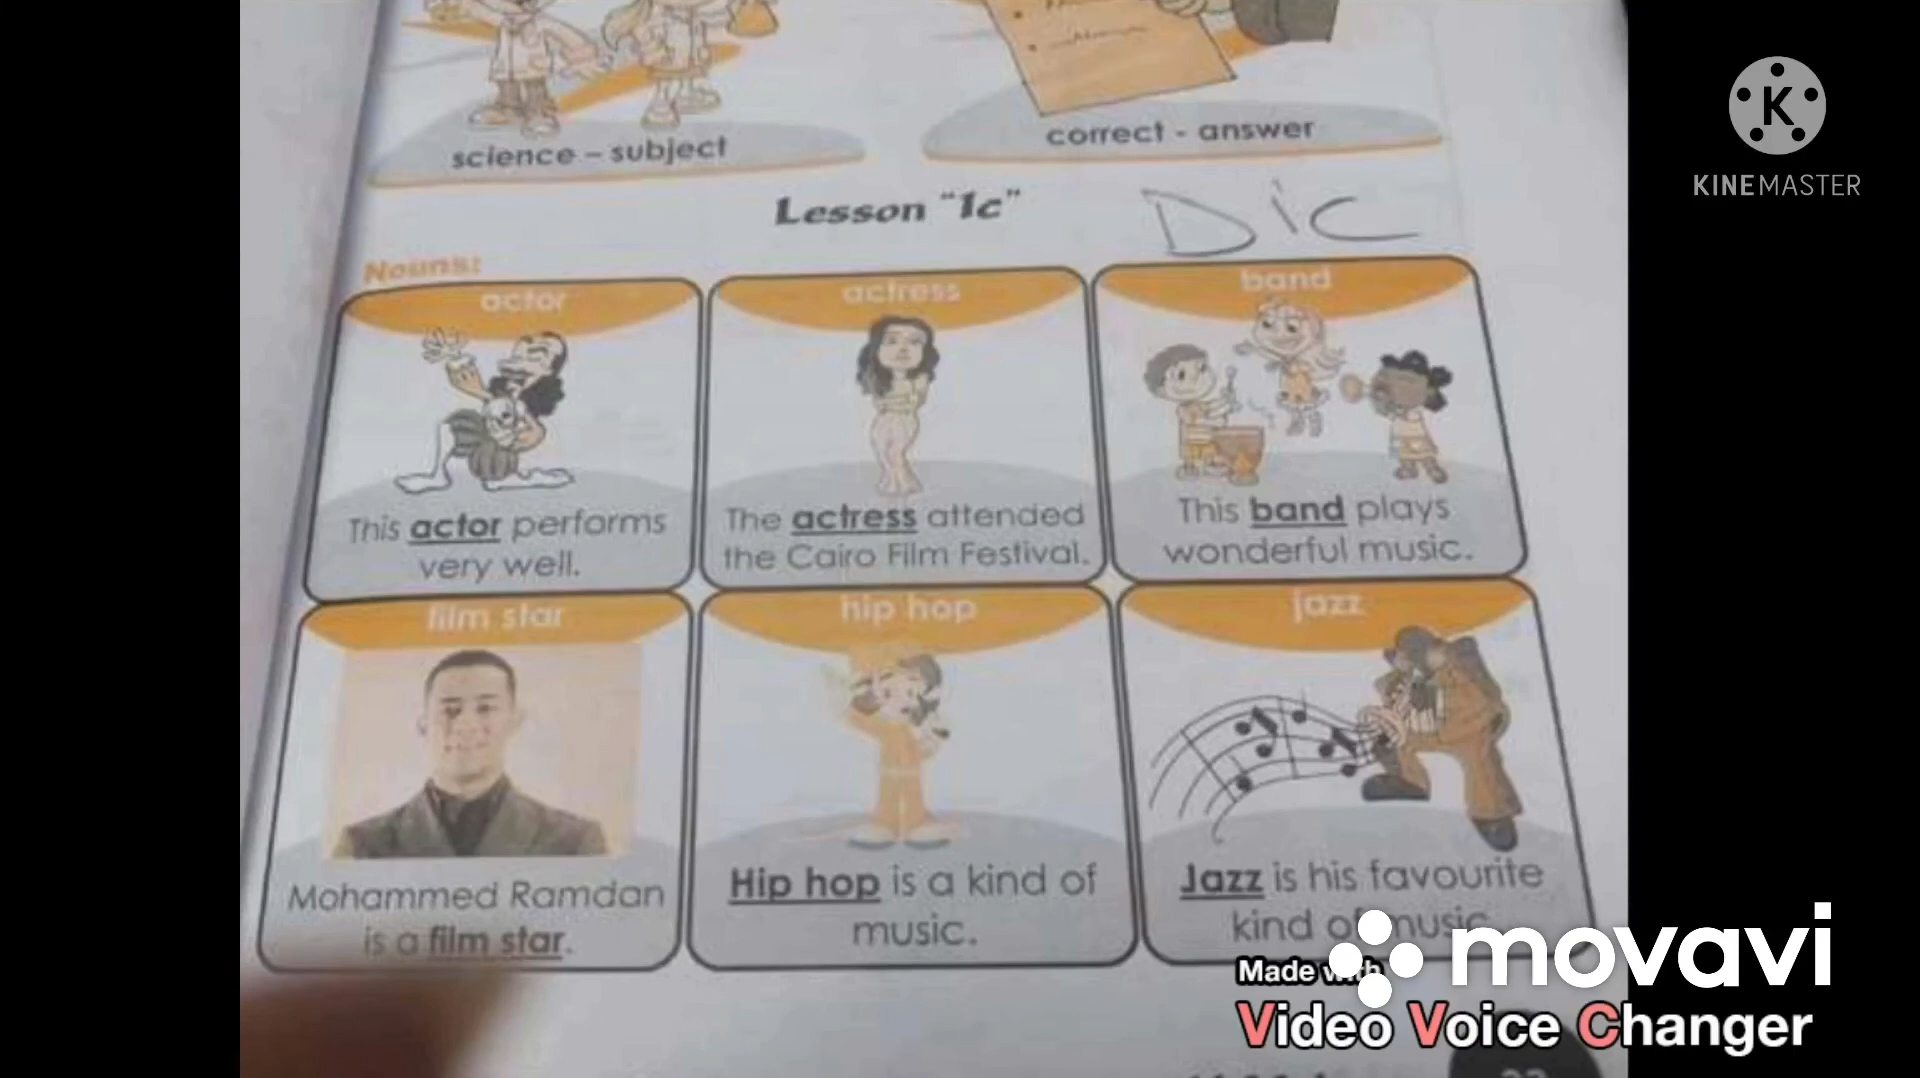 science – subject
correct - answer
Lesson "1c"
Dic
Nouns:
actor
actress
band
This actor performs
very well.
The actress attended
the Cairo Film Festival.
This band plays
wonderful music.
film star
hip hop
jazz
Mohammed Ramdan
is a film star.
Hip hop is a kind of
music.
Jazz is his favourite
kind of music
KINEMASTER
movavi
Made with
Video Voice Changer